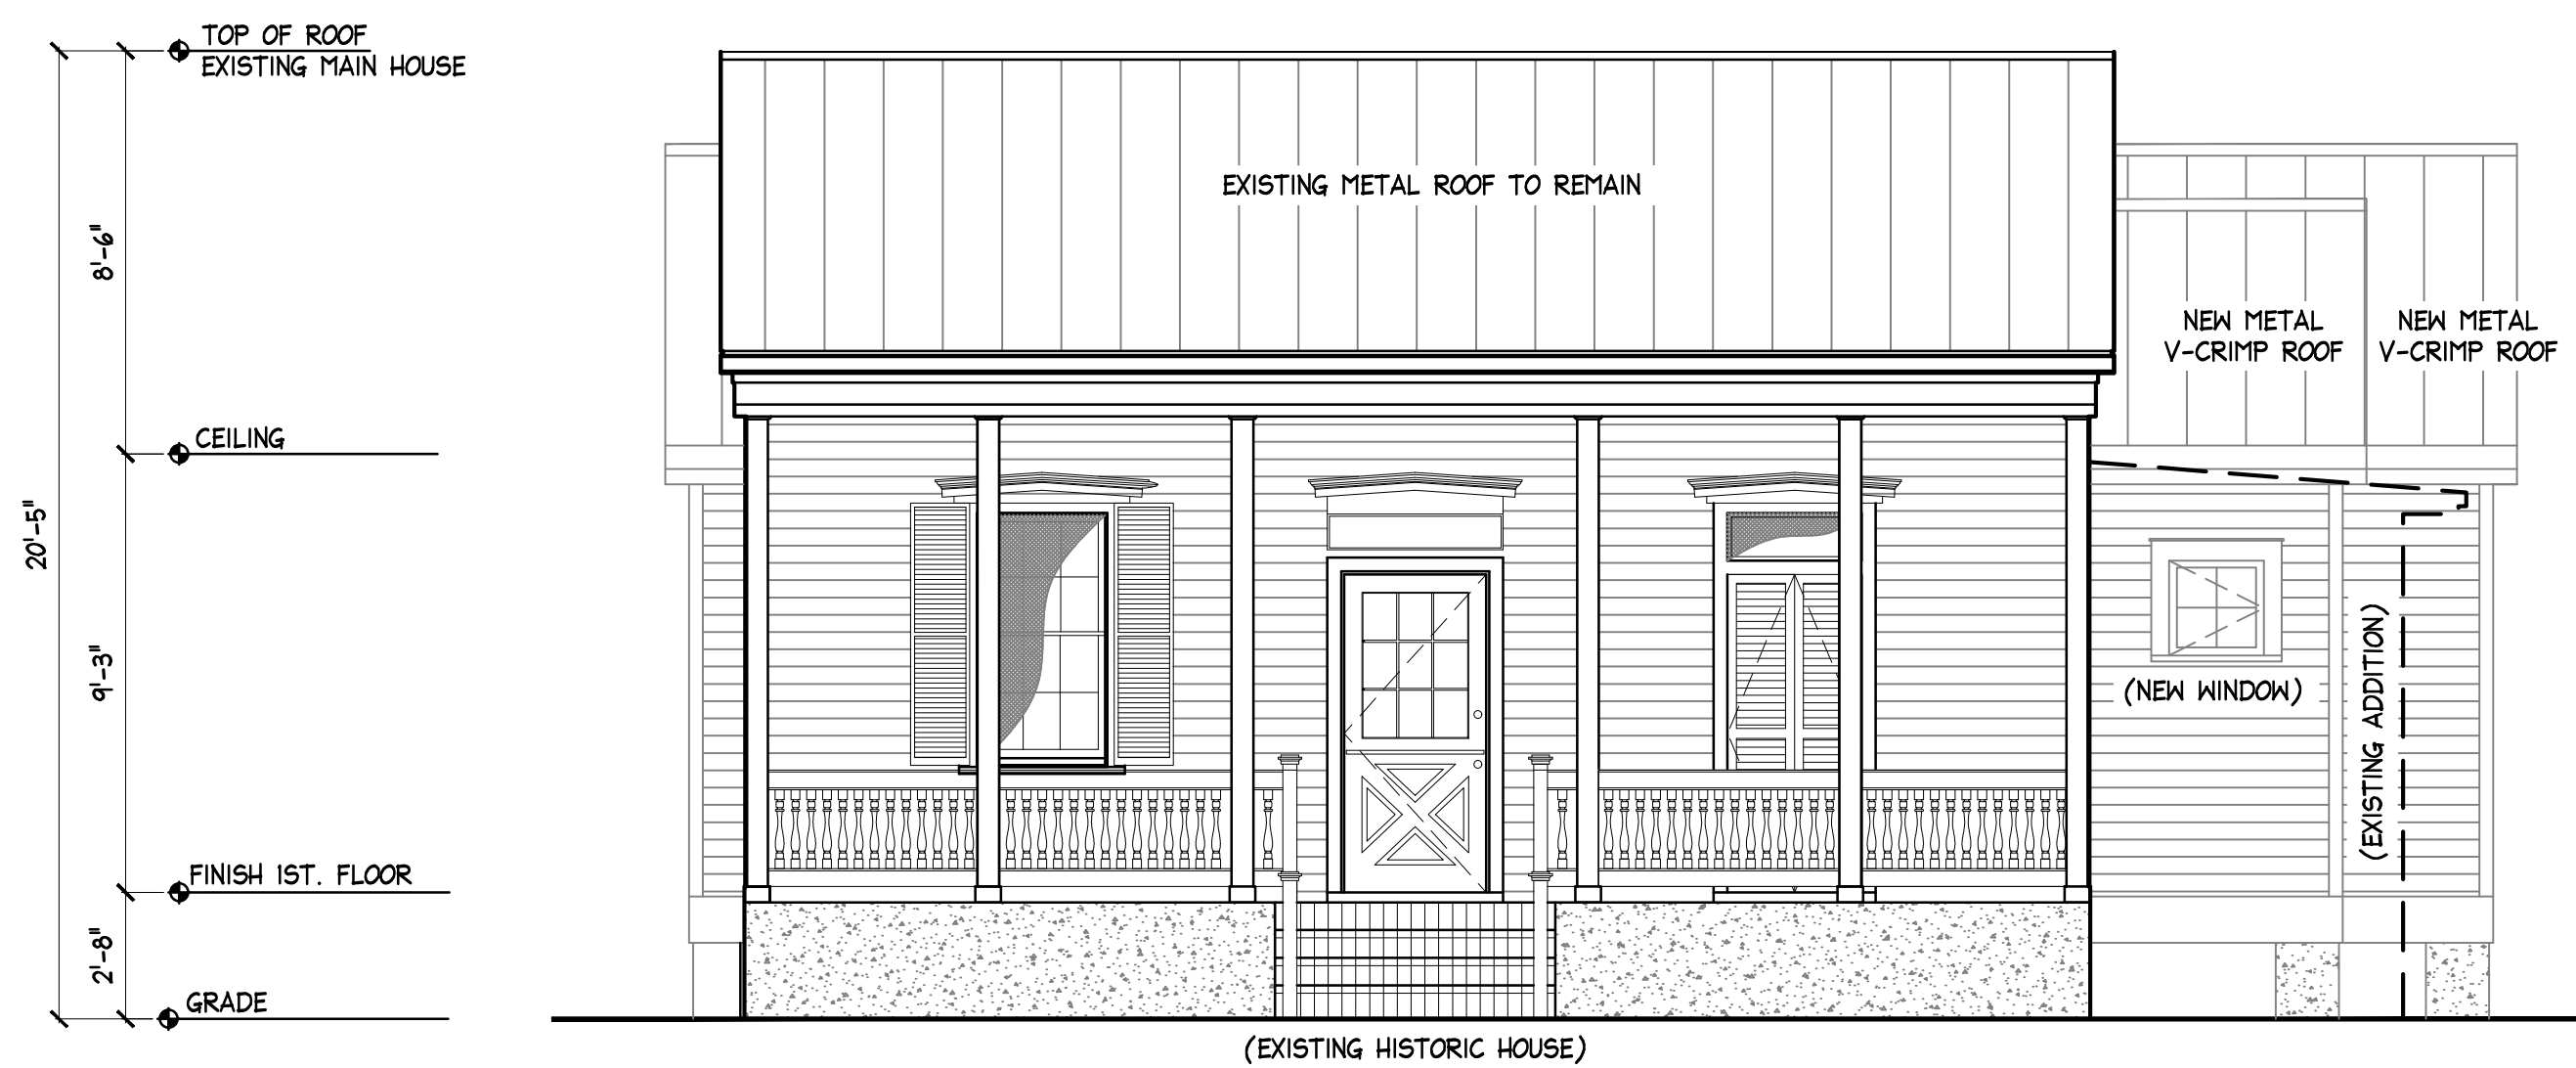 TOP OF ROOF
EXISTING MAIN HOUSE
EXISTING METAL ROOF TO REMAIN
8'-6"
NEW METAL
V-CRIMP ROOF
NEW METAL
V-CRIMP ROOF
CEILING
20'-5"
9'-3"
(NEW WINDOW)
(EXISTING ADDITION)
FINISH 1ST. FLOOR
2'-8"
GRADE
(EXISTING HISTORIC HOUSE)